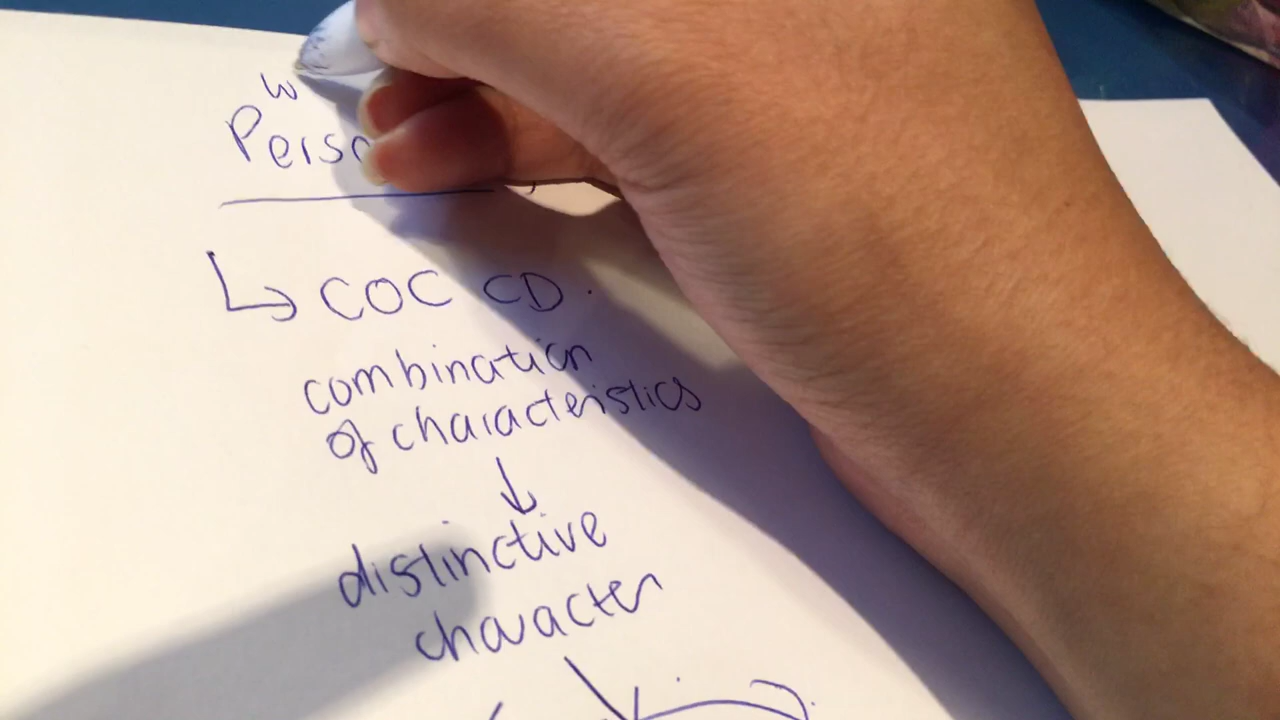 w
Perso
↳ COC CD.
combination
of characteristics
↓
distinctive
character